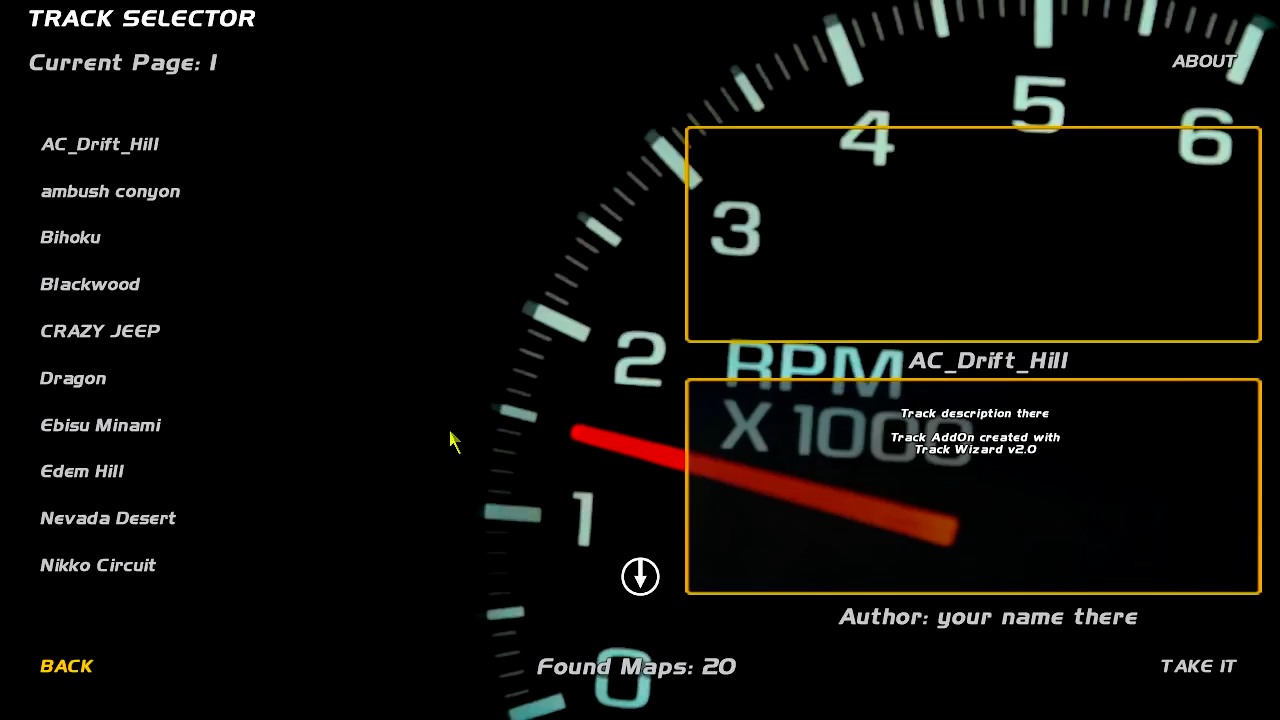 TRACK SELECTOR
Current Page: 1
ABOUT
AC_Drift_Hill
ambush conyon
Bihoku
Blackwood
CRAZY JEEP
Dragon
Ebisu Minami
Edem Hill
Nevada Desert
Nikko Circuit
BACK
0
1
2
3
4
5
6
RPM
X 1000
AC_Drift_Hill
Track description there
Track AddOn created with
Track Wizard v2.0
Author: your name there
Found Maps: 20
TAKE IT